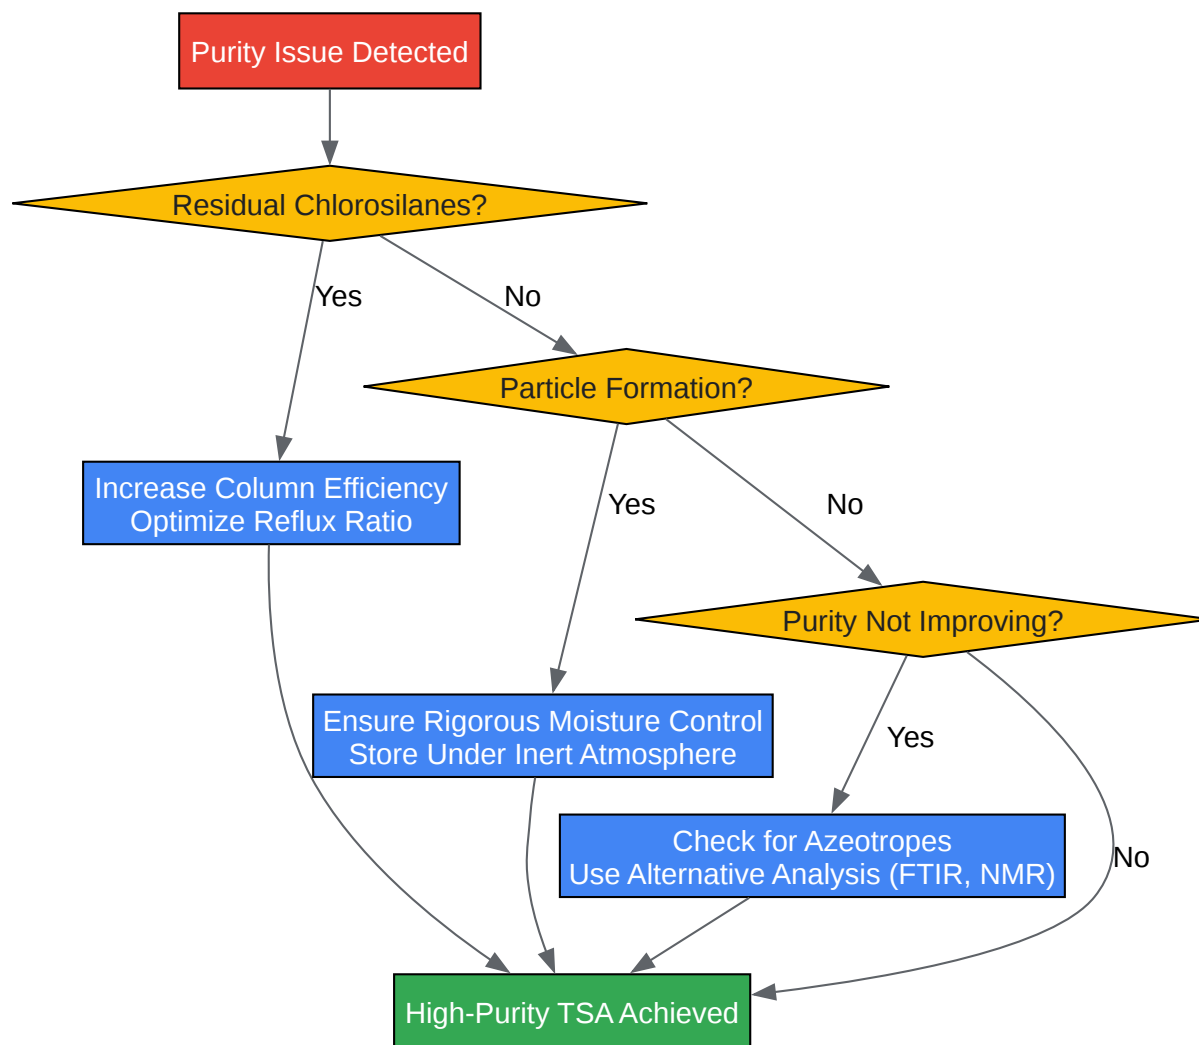 Purity Issue Detected
Residual Chlorosilanes?
Yes
No
Particle Formation?
Increase Column Efficiency
Optimize Reflux Ratio
Yes
No
Purity Not Improving?
Ensure Rigorous Moisture Control
Store Under Inert Atmosphere
Yes
Check for Azeotropes
Use Alternative Analysis (FTIR, NMR)
No
High-Purity TSA Achieved